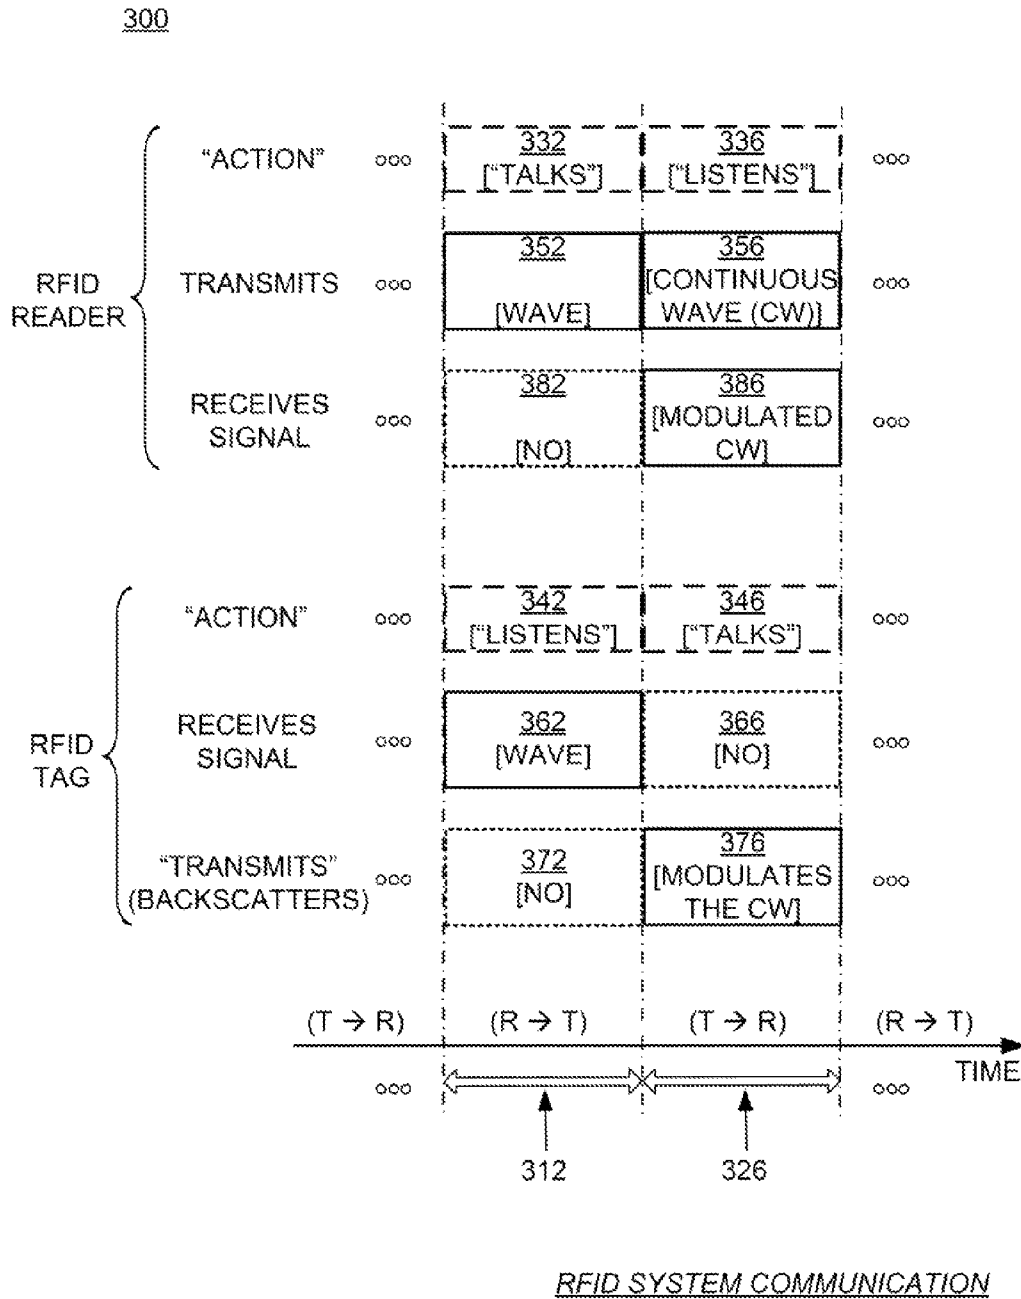 300
"ACTION" ooo 332 336 ooo
["TALKS"] ["LISTENS"]
RFID
READER
TRANSMITS ooo 352 356 ooo
[CONTINUOUS
[WAVE] WAVE (CW)]
RECEIVES
SIGNAL ooo 382 386 ooo
[MODULATED
[NO] CW]
"ACTION" ooo 342 346 ooo
["LISTENS"] ["TALKS"]
RFID
TAG
RECEIVES
SIGNAL ooo 362 366 ooo
[WAVE] [NO]
"TRANSMITS"
(BACKSCATTERS) ooo 372 376 ooo
[NO] [MODULATES
THE CW]
(T → R) (R → T) (T → R) (R → T)
TIME
ooo ooo
312 326
RFID SYSTEM COMMUNICATION